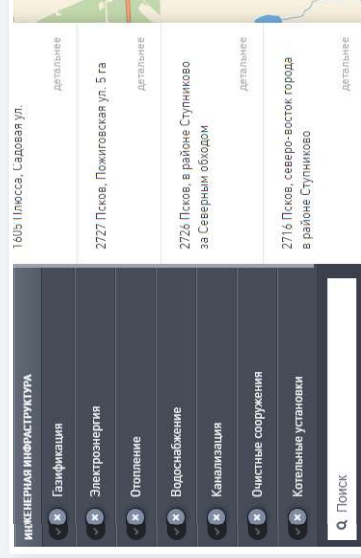 ИНЖЕНЕРНАЯ ИНФРАСТРУКТУРА
Газификация
Электроэнергия
Отопление
Водоснабжение
Канализация
Очистные сооружения
Котельные установки
Поиск
1605 Плюсса, Садовая ул.
детальнее
2727 Псков, Пожиговская ул. 5 га
детальнее
2726 Псков, в районе Ступниково
за Северным обходом
детальнее
2716 Псков, северо-восток города
в районе Ступниково
детальнее